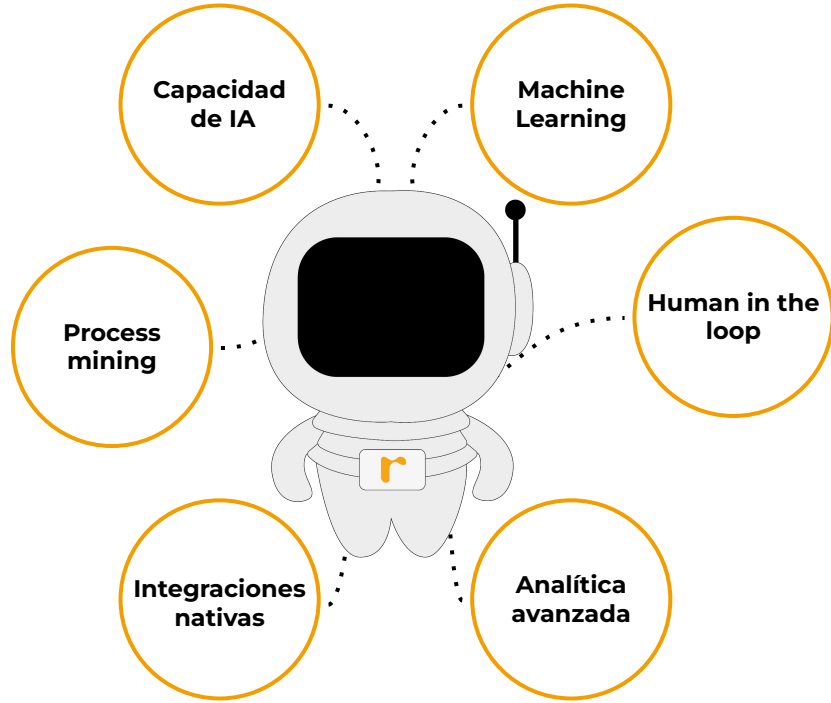 Capacidad
de IA
Machine
Learning
Process
mining
Human in the
loop
r
Integraciones
nativas
Analítica
avanzada